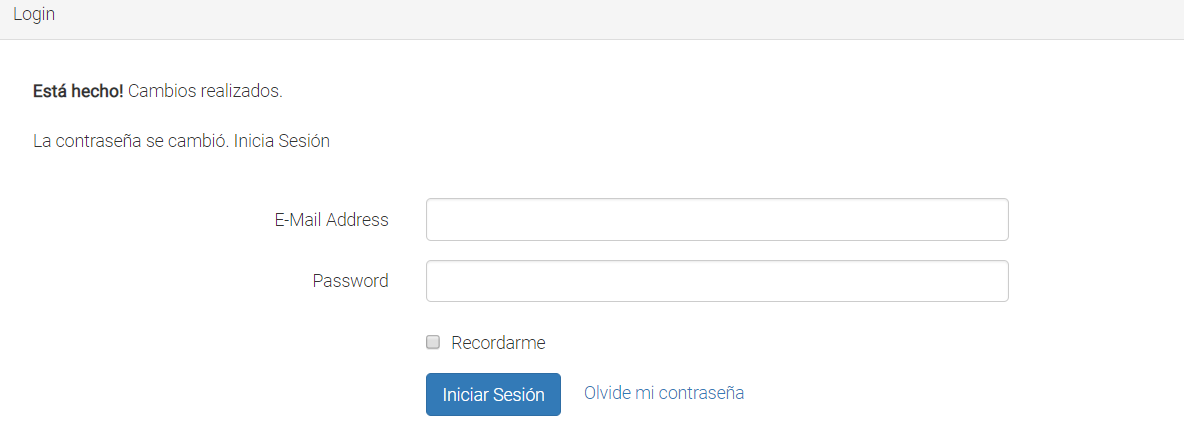 Login
Está hecho! Cambios realizados.
La contraseña se cambió. Inicia Sesión
E-Mail Address
Password
Recordarme
Iniciar Sesión Olvide mi contraseña